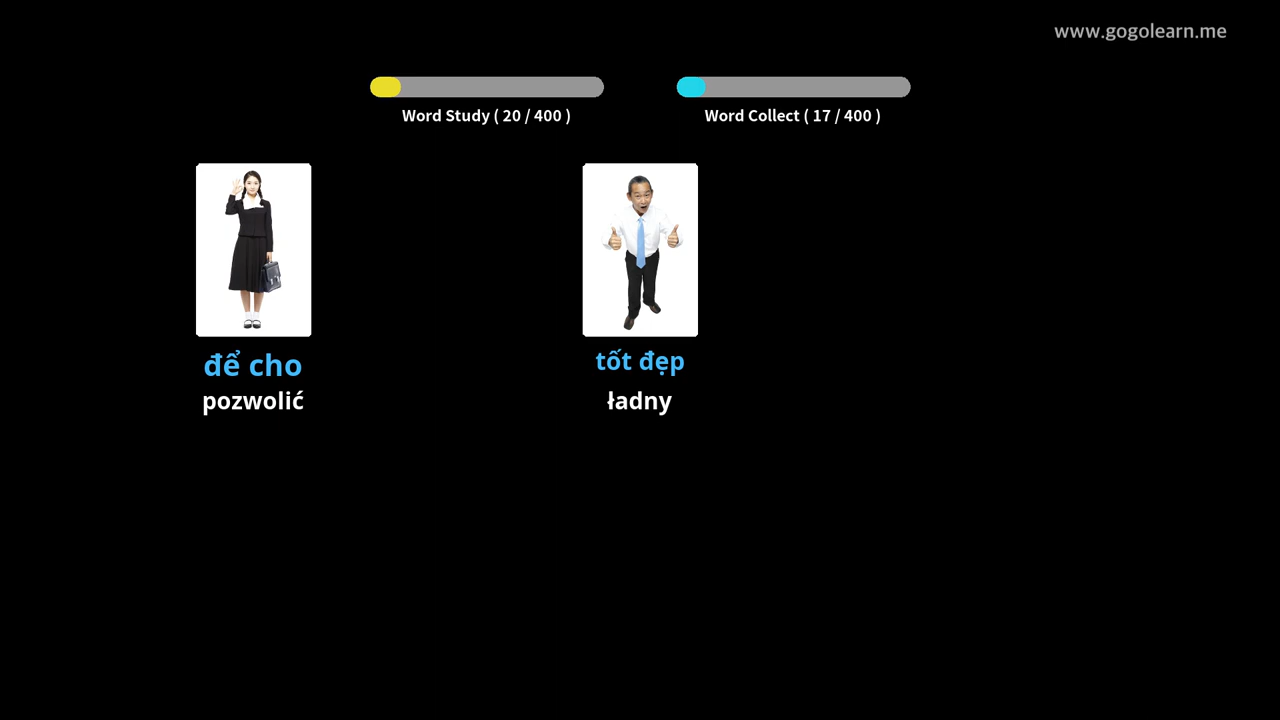 www.gogolearn.me
Word Study ( 20 / 400 )
Word Collect ( 17 / 400 )
để cho
pozwolić
tốt đẹp
ładny